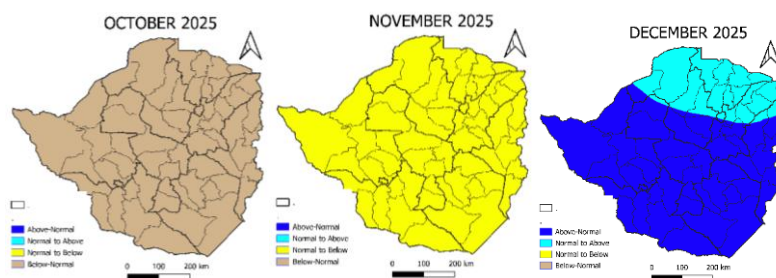 OCTOBER 2025
Above-Normal
Normal to Above
Normal to Below
Below-Normal
0 100 200 km
NOVEMBER 2025
Above-Normal
Normal to Above
Normal to Below
Below-Normal
0 100 200 km
DECEMBER 2025
Above-Normal
Normal to Above
Normal to Below
Below-Normal
0 100 200 km